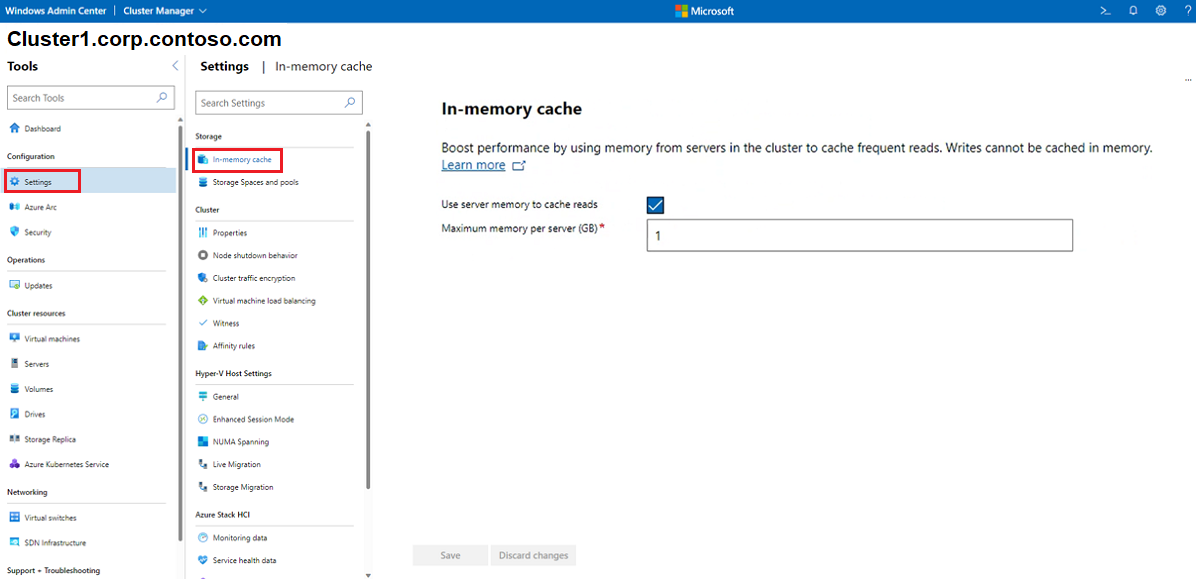 Windows Admin Center | Cluster Manager
Microsoft
Cluster1.corp.contoso.com
Tools
Search Tools
Dashboard
Configuration
Settings
Azure Arc
Security
Operations
Updates
Cluster resources
Virtual machines
Servers
Volumes
Drives
Storage Replica
Azure Kubernetes Service
Networking
Virtual switches
SDN Infrastructure
Support + Troubleshooting
Settings | In-memory cache
Search Settings
Storage
In-memory cache
Storage Spaces and pools
Cluster
Properties
Node shutdown behavior
Cluster traffic encryption
Virtual machine load balancing
Witness
Affinity rules
Hyper-V Host Settings
General
Enhanced Session Mode
NUMA Spanning
Live Migration
Storage Migration
Azure Stack HCI
Monitoring data
Service health data
In-memory cache
Boost performance by using memory from servers in the cluster to cache frequent reads. Writes cannot be cached in memory.
Learn more
Use server memory to cache reads
Maximum memory per server (GB)*
1
Save
Discard changes